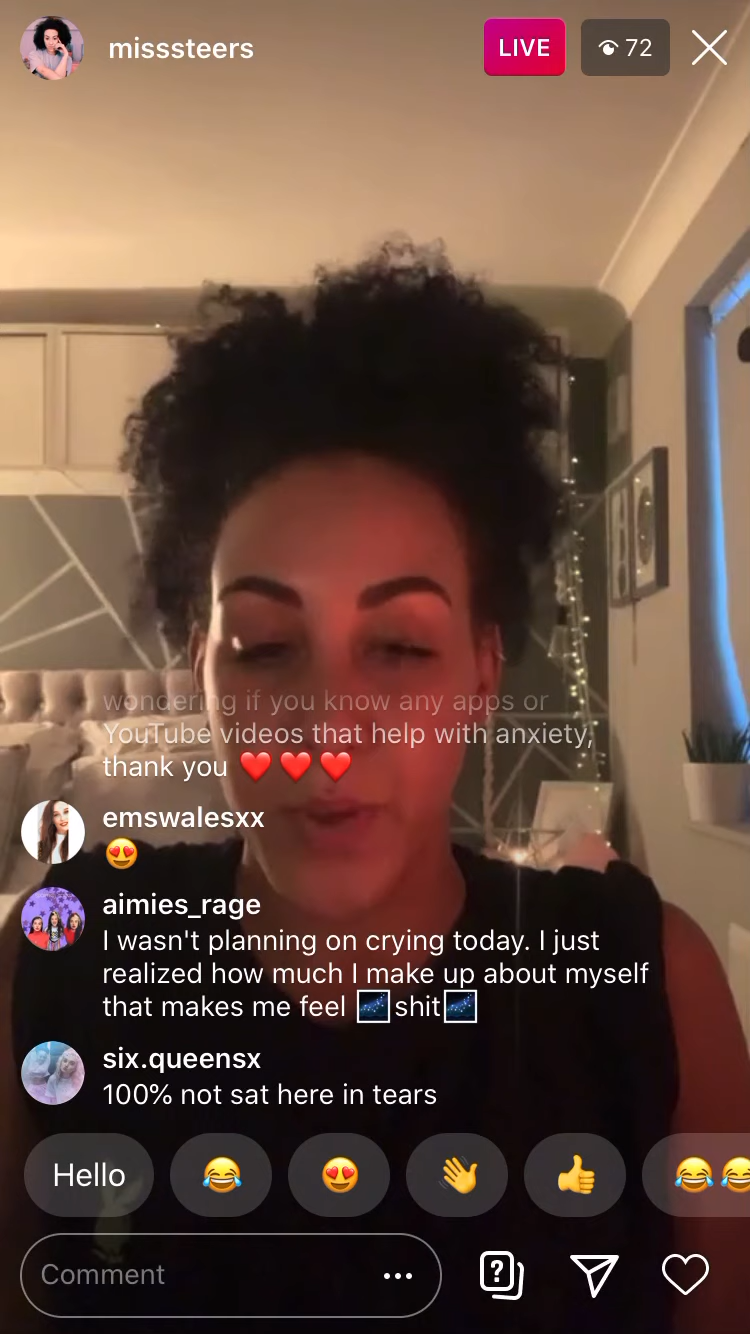 misssteers
LIVE
72
wondering if you know any apps or
YouTube videos that help with anxiety,
thank you ❤️❤️❤️
emswalesxx
😍
aimies_rage
I wasn't planning on crying today. I just
realized how much I make up about myself
that makes me feel 🌌shit🌌
six.queensx
100% not sat here in tears
Hello 😂 😍 👋 👍 😂😂
Comment